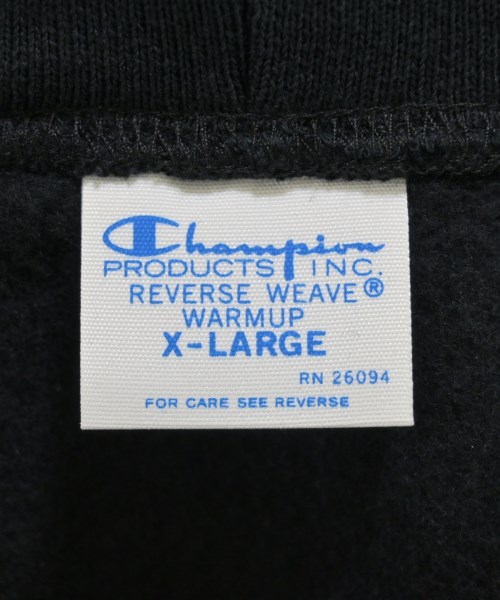 Champion
PRODUCTS INC.
REVERSE WEAVE®
WARMUP
X-LARGE
RN 26094
FOR CARE SEE REVERSE